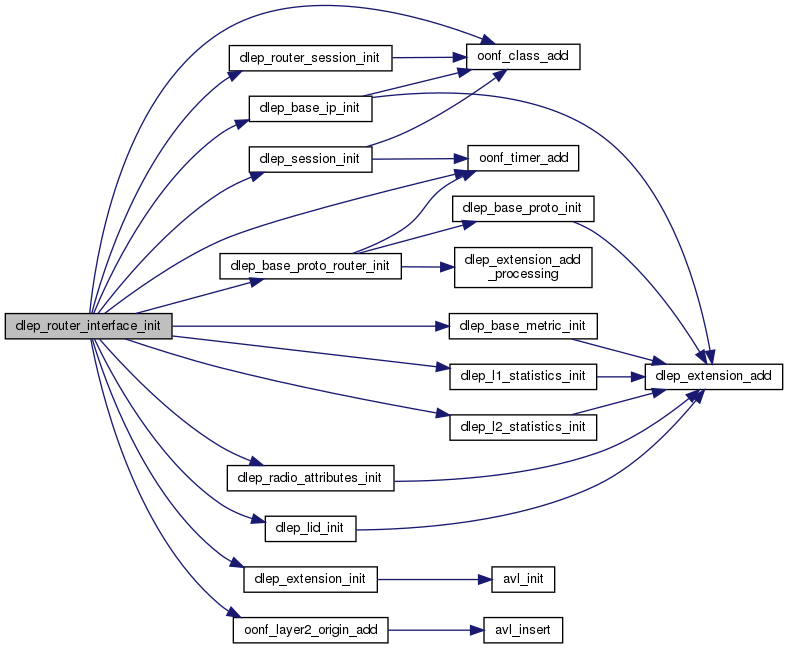 dlep_router_session_init
oonf_class_add
dlep_base_ip_init
dlep_session_init
oonf_timer_add
dlep_base_proto_init
dlep_base_proto_router_init
dlep_extension_add
_processing
dlep_router_interface_init
dlep_base_metric_init
dlep_l1_statistics_init
dlep_extension_add
dlep_l2_statistics_init
dlep_radio_attributes_init
dlep_lid_init
dlep_extension_init
avl_init
oonf_layer2_origin_add
avl_insert